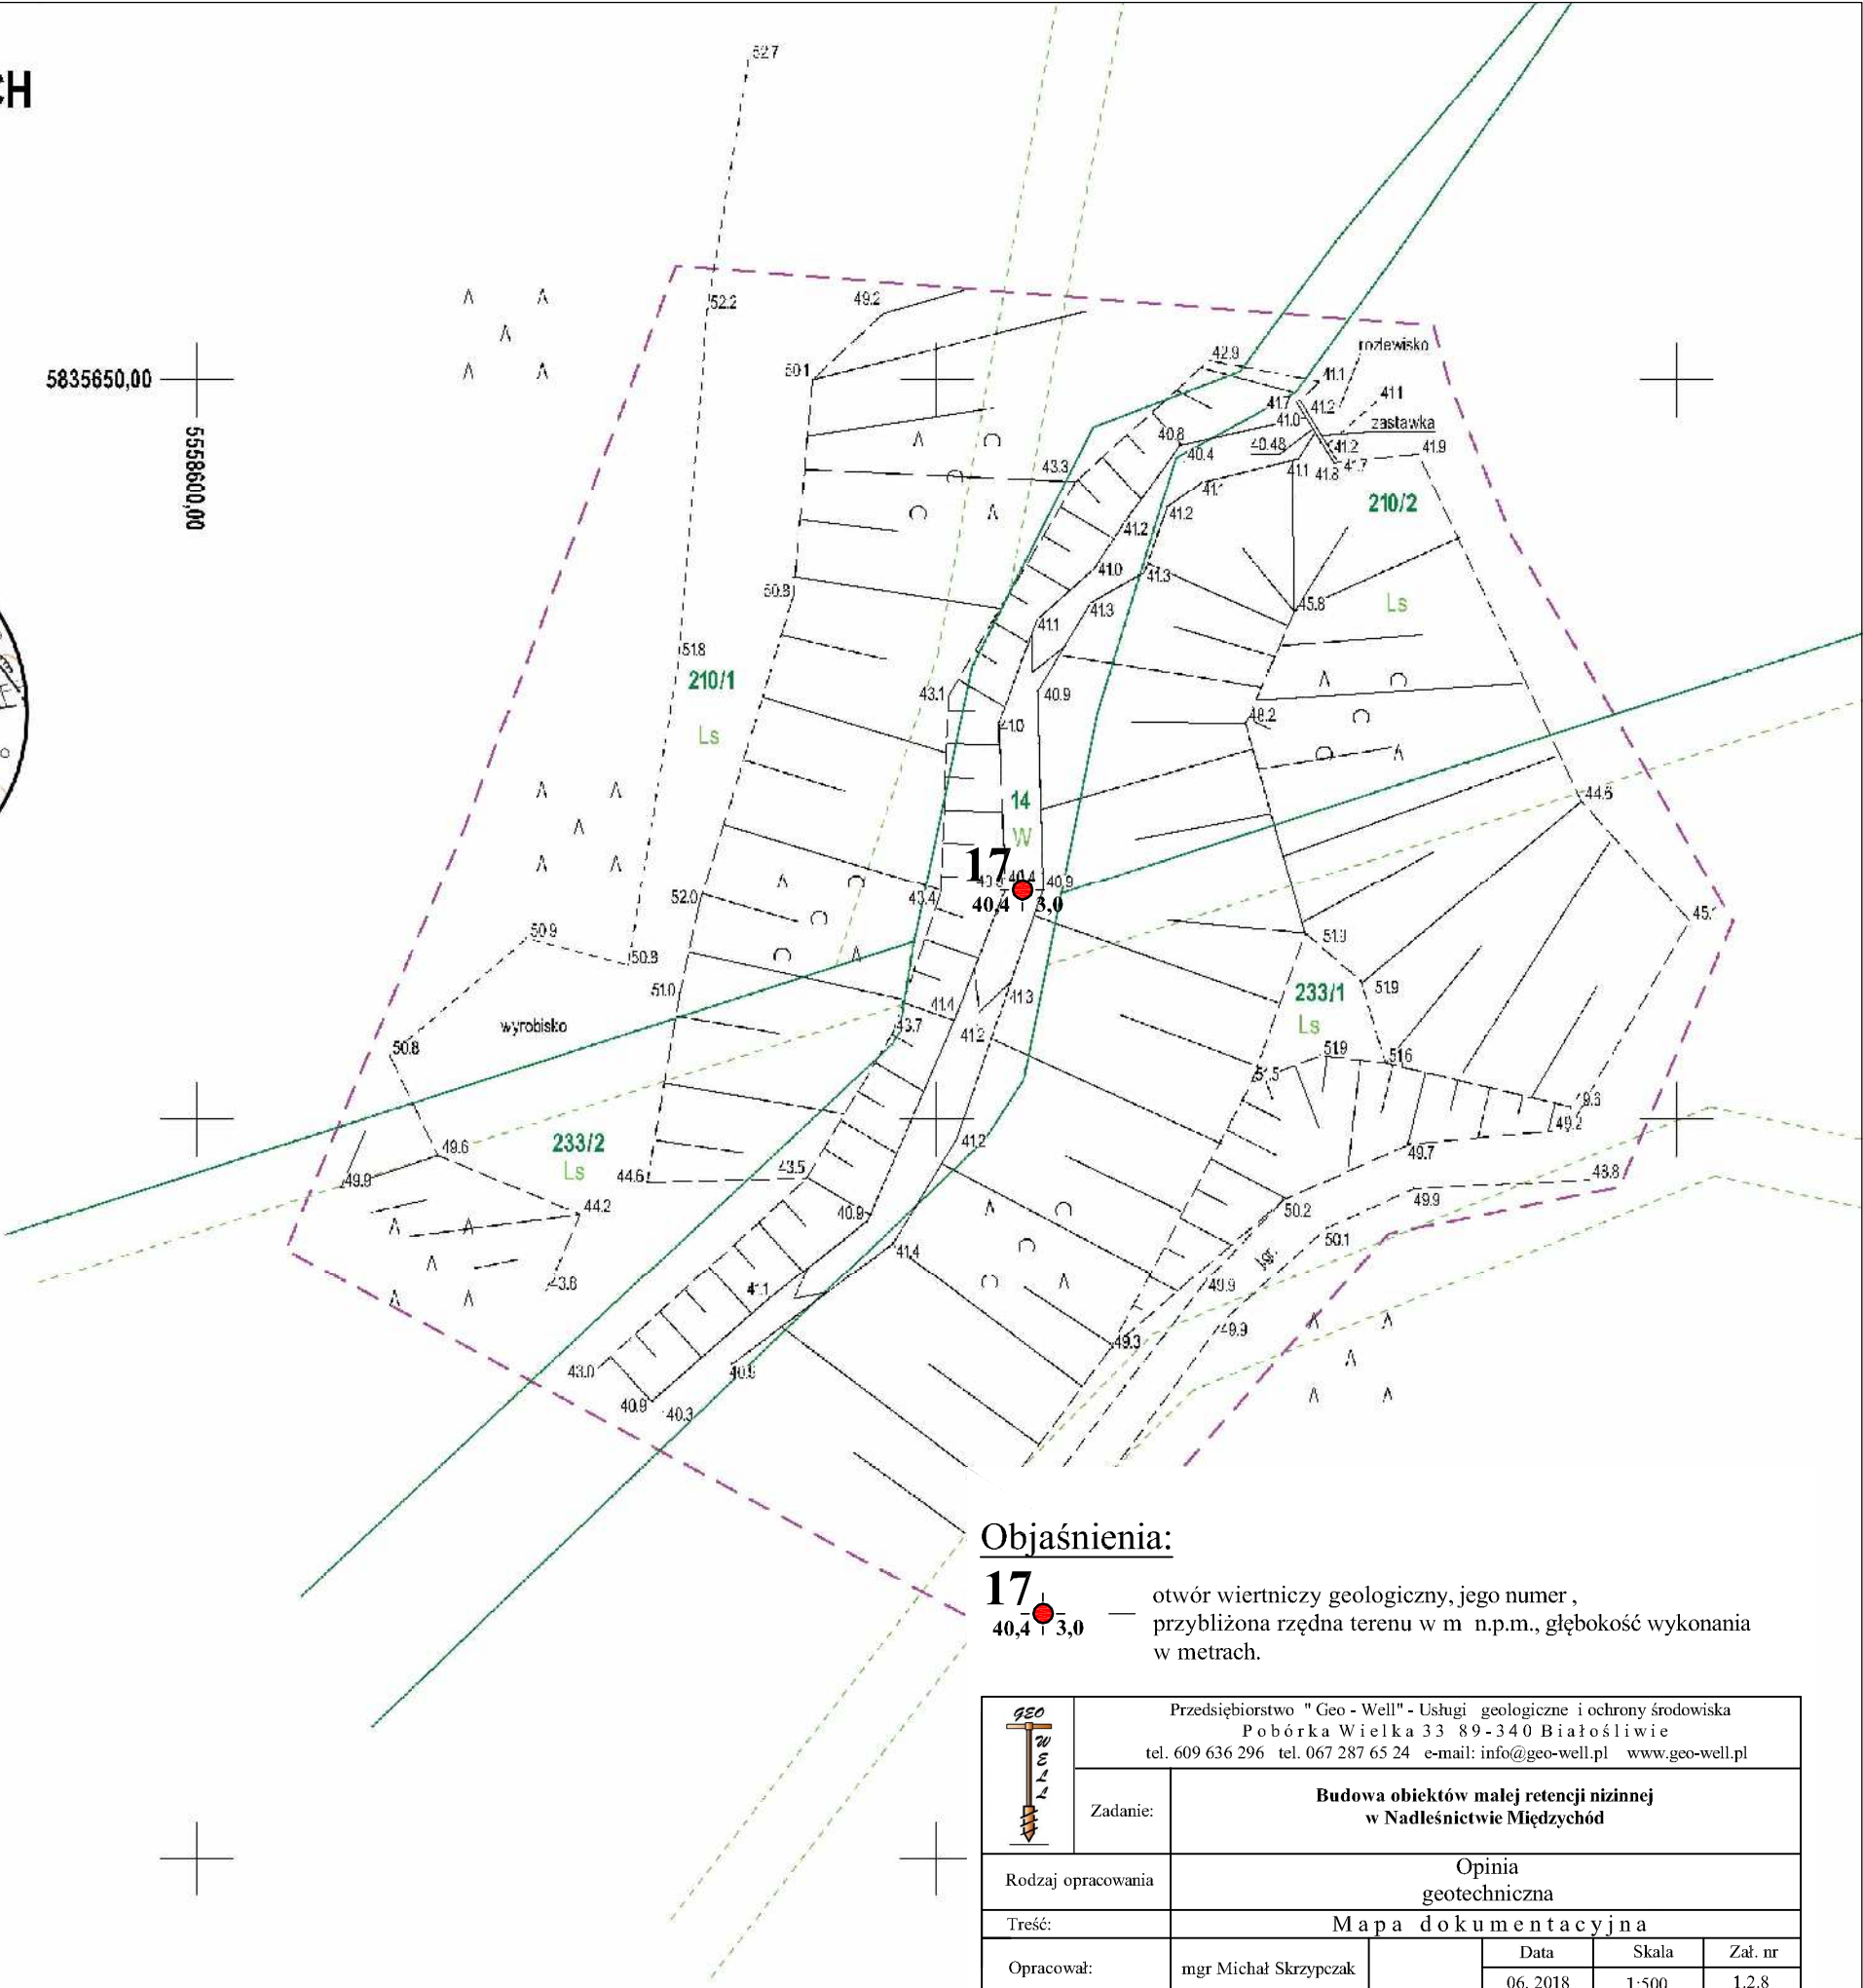 CH
52.7
52.2
49.2
5835650,00
5558600,00
50.1
42.9
rozlewisko
41.1
41.7
41.2
41.1
41.0
zastawka
40.8
40.48
41.2
41.9
40.4
43.3
41.1
41.8
210/2
41.2
41.2
41.0
41.3
50.8
41.3
45.8
Ls
41.1
51.8
210/1
43.1
40.9
41.0
48.2
Ls
14
W
44.6
17
40.4
40.9
52.0
43.4
40,4
3,0
50.9
51.9
50.8
51.0
41.4
41.3
233/1
51.9
wyrobisko
43.7
41.2
Ls
50.8
51.9
51.6
51.5
49.6
233/2
Ls
41.2
49.2
49.7
43.5
44.6
48.8
49.9
44.2
40.9
50.2
49.9
50.1
41.4
43.8
41.1
49.9
49.9
49.3
43.0
40.9
40.3
Objaśnienia:
17
40,4 3,0
— otwór wiertniczy geologiczny, jego numer ,
przybliżona rzędna terenu w m n.p.m., głębokość wykonania
w metrach.
GEO
WELL
Przedsiębiorstwo " Geo - Well" - Usługi geologiczne i ochrony środowiska
Pobórka Wielka 33 89-340 Białośliwie
tel. 609 636 296 tel. 067 287 65 24 e-mail: info@geo-well.pl www.geo-well.pl
Zadanie:
Budowa obiektów małej retencji nizinnej
w Nadleśnictwie Międzychód
Rodzaj opracowania
Opinia
geotechniczna
Treść:
Mapa dokumentacyjna
Opracował:
mgr Michał Skrzypczak
Data
Skala
Zał. nr
06. 2018
1:500
1.2.8